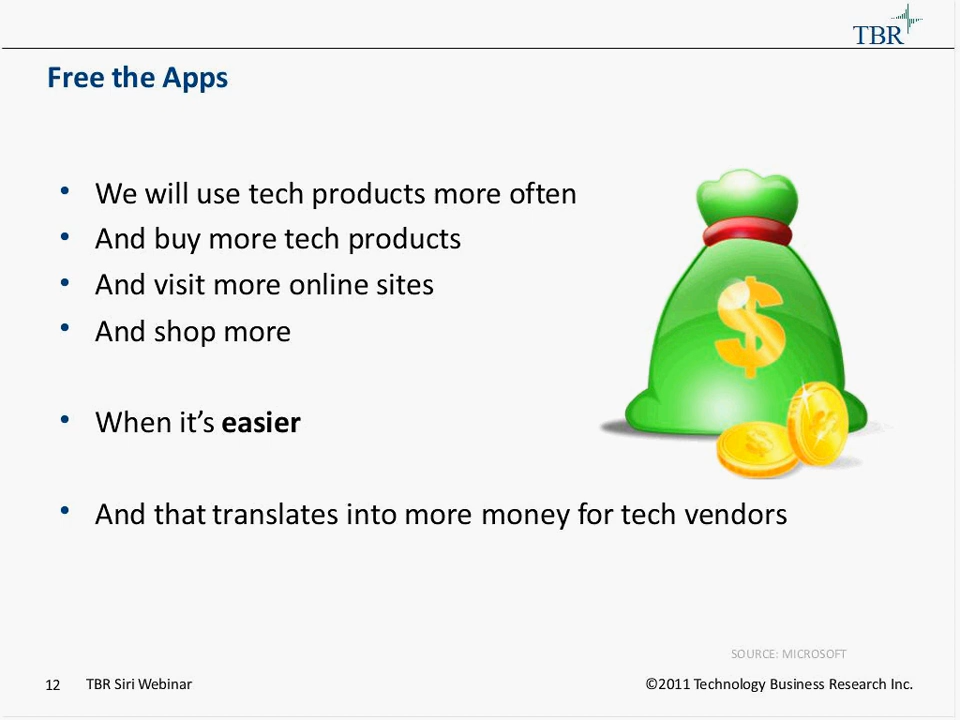 TBR
Free the Apps
• We will use tech products more often
• And buy more tech products
• And visit more online sites
• And shop more
• When it’s easier
• And that translates into more money for tech vendors
$
SOURCE: MICROSOFT
12 TBR Siri Webinar ©2011 Technology Business Research Inc.